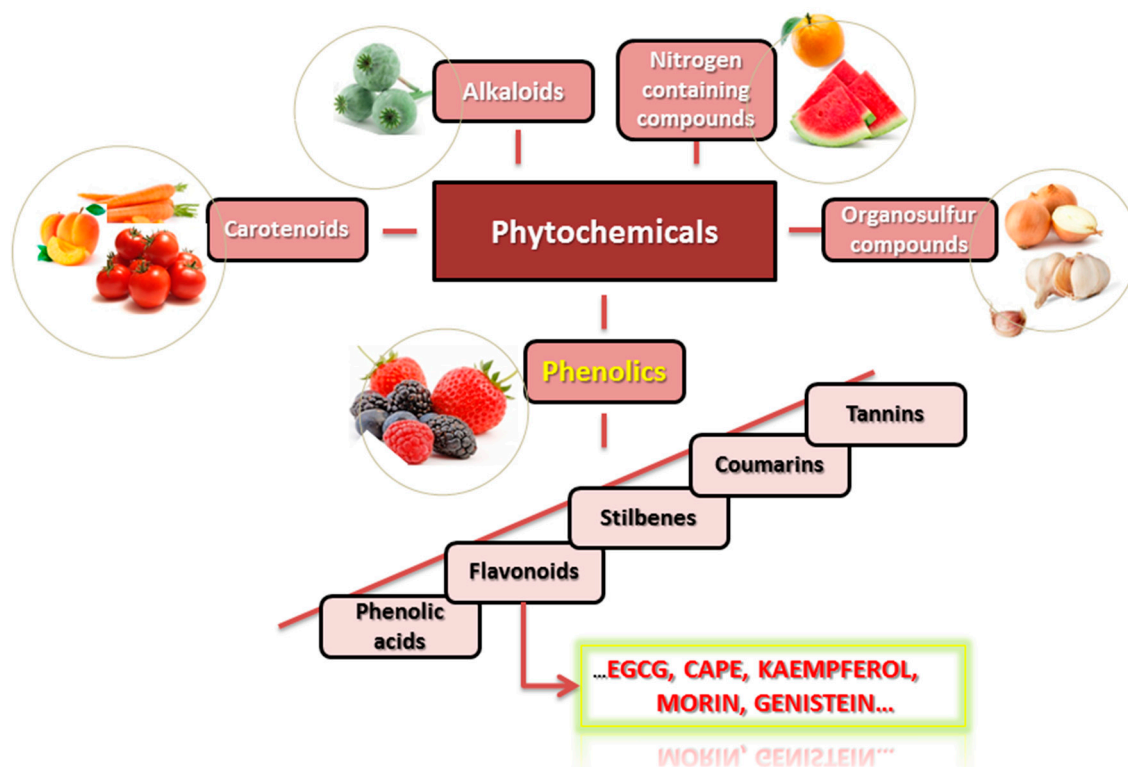 Alkaloids
Nitrogen
containing
compounds
Carotenoids
Phytochemicals
Organosulfur
compounds
Phenolics
Tannins
Coumarins
Stilbenes
Flavonoids
Phenolic
acids
...EGCG, CAPE, KAEMPFEROL,
MORIN, GENISTEIN...